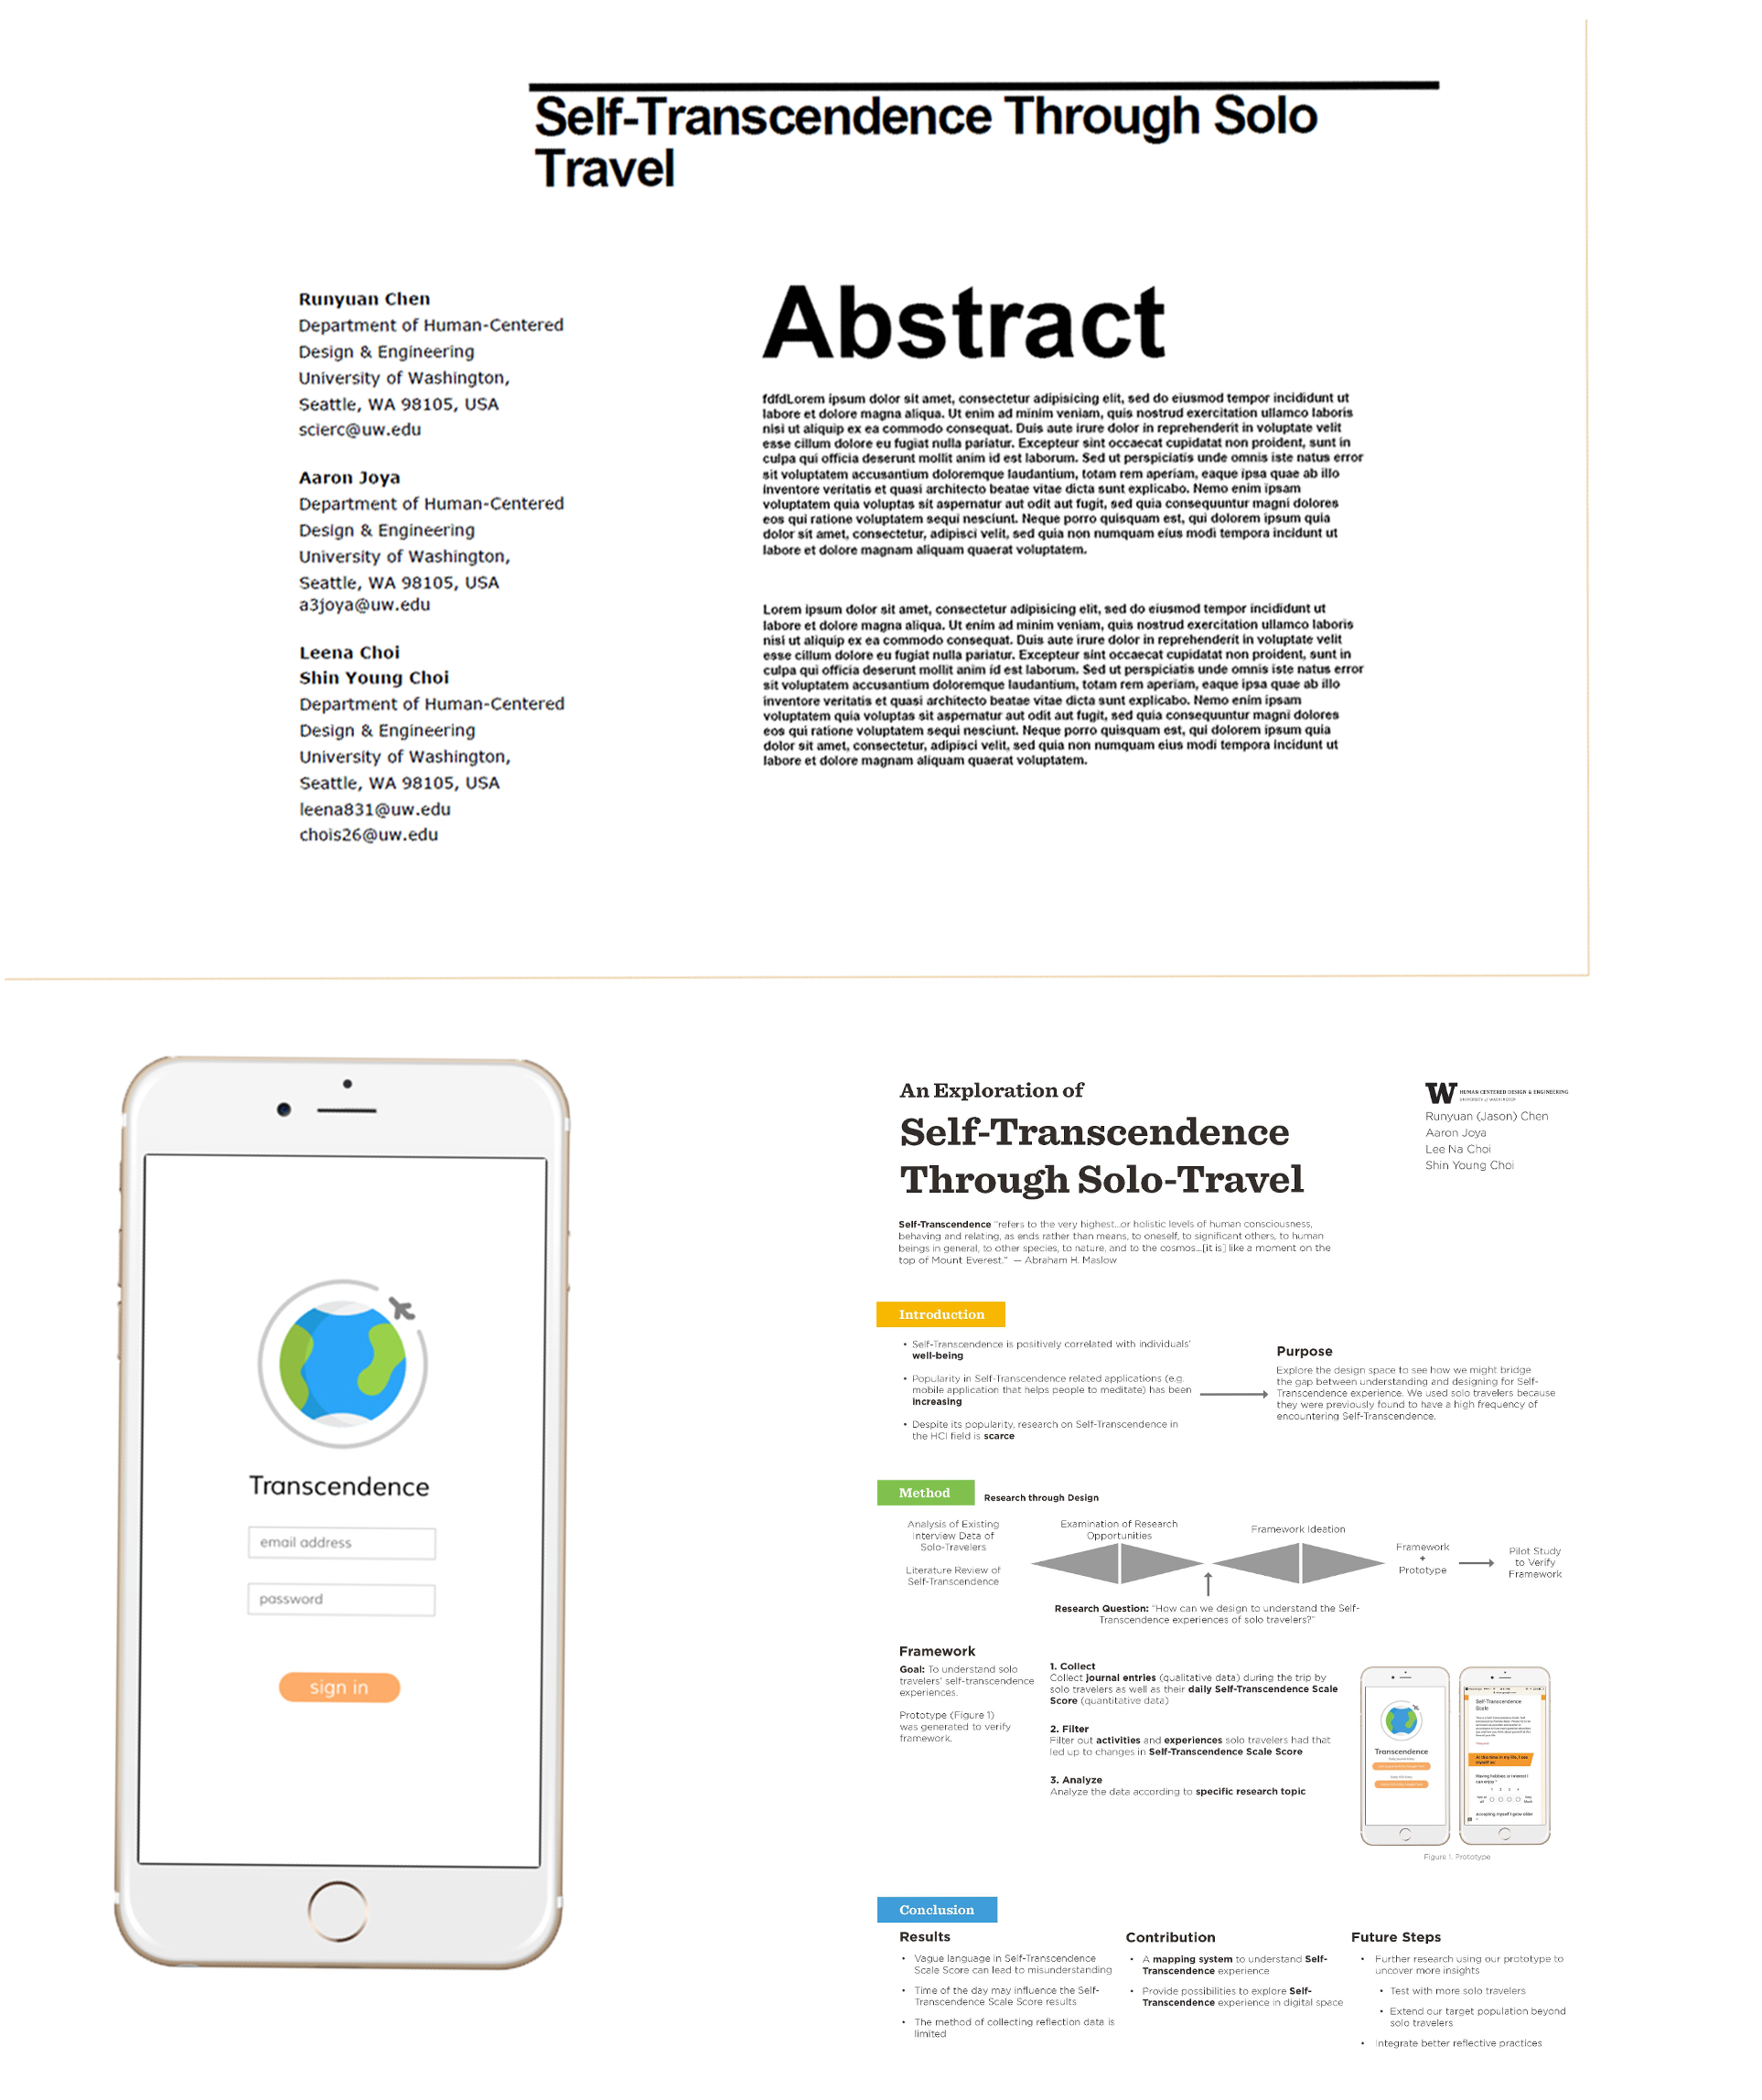 Self-Transcendence Through Solo
Travel
Runyuan Chen
Department of Human-Centered
Design & Engineering
University of Washington,
Seattle, WA 98105, USA
scierc@uw.edu
Aaron Joya
Department of Human-Centered
Design & Engineering
University of Washington,
Seattle, WA 98105, USA
a3joya@uw.edu
Leena Choi
Shin Young Choi
Department of Human-Centered
Design & Engineering
University of Washington,
Seattle, WA 98105, USA
leena831@uw.edu
chois26@uw.edu
Abstract
fdfdLorem ipsum dolor sit amet, consectetur adipisicing elit, sed do eiusmod tempor incididunt ut
labore et dolore magna aliqua. Ut enim ad minim veniam, quis nostrud exercitation ullamco laboris
nisi ut aliquip ex ea commodo consequat. Duis aute irure dolor in reprehenderit in voluptate velit
esse cillum dolore eu fugiat nulla pariatur. Excepteur sint occaecat cupidatat non proident, sunt in
culpa qui officia deserunt mollit anim id est laborum. Sed ut perspiciatis unde omnis iste natus error
sit voluptatem accusantium doloremque laudantium, totam rem aperiam, eaque ipsa quae ab illo
inventore veritatis et quasi architecto beatae vitae dicta sunt explicabo. Nemo enim ipsam
voluptatem quia voluptas sit aspernatur aut odit aut fugit, sed quia consequuntur magni dolores
eos qui ratione voluptatem sequi nesciunt. Neque porro quisquam est, qui dolorem ipsum quia
dolor sit amet, consectetur, adipisci velit, sed quia non numquam eius modi tempora incidunt ut
labore et dolore magnam aliquam quaerat voluptatem.
Lorem ipsum dolor sit amet, consectetur adipisicing elit, sed do eiusmod tempor incididunt ut
labore et dolore magna aliqua. Ut enim ad minim veniam, quis nostrud exercitation ullamco laboris
nisi ut aliquip ex ea commodo consequat. Duis aute irure dolor in reprehenderit in voluptate velit
esse cillum dolore eu fugiat nulla pariatur. Excepteur sint occaecat cupidatat non proident, sunt in
culpa qui officia deserunt mollit anim id est laborum. Sed ut perspiciatis unde omnis iste natus error
sit voluptatem accusantium doloremque laudantium, totam rem aperiam, eaque ipsa quae ab illo
inventore veritatis et quasi architecto beatae vitae dicta sunt explicabo. Nemo enim ipsam
voluptatem quia voluptas sit aspernatur aut odit aut fugit, sed quia consequuntur magni dolores
eos qui ratione voluptatem sequi nesciunt. Neque porro quisquam est, qui dolorem ipsum quia
dolor sit amet, consectetur, adipisci velit, sed quia non numquam eius modi tempora incidunt ut
labore et dolore magnam aliquam quaerat voluptatem.
Transcendence
email address
password
sign in
An Exploration of
Self-Transcendence
Through Solo-Travel
W HUMAN CENTERED DESIGN & ENGINEERING
UNIVERSITY of WASHINGTON
Runyuan (Jason) Chen
Aaron Joya
Lee Na Choi
Shin Young Choi
Self-Transcendence "refers to the very highest...or holistic levels of human consciousness,
behaving and relating, as ends rather than means, to oneself, to significant others, to human
beings in general, to other species, to nature, and to the cosmos...[it is] like a moment on the
top of Mount Everest." — Abraham H. Maslow
Introduction
• Self-Transcendence is positively correlated with individuals'
well-being
• Popularity in Self-Transcendence related applications (e.g.
mobile application that helps people to meditate) has been
increasing
• Despite its popularity, research on Self-Transcendence in
the HCI field is scarce
Purpose
Explore the design space to see how we might bridge
the gap between understanding and designing for Self-
Transcendence experience. We used solo travelers because
they were previously found to have a high frequency of
encountering Self-Transcendence.
Method
Research through Design
Analysis of Existing
Interview Data of
Solo-Travelers
Literature Review of
Self-Transcendence
Examination of Research
Opportunities
Framework Ideation
Framework
+
Prototype
Pilot Study
to Verify
Framework
Research Question: "How can we design to understand the Self-
Transcendence experiences of solo travelers?"
Framework
Goal: To understand solo
travelers' self-transcendence
experiences.
Prototype (Figure 1)
was generated to verify
framework.
1. Collect
Collect journal entries (qualitative data) during the trip by
solo travelers as well as their daily Self-Transcendence Scale
Score (quantitative data)
2. Filter
Filter out activities and experiences solo travelers had that
led up to changes in Self-Transcendence Scale Score
3. Analyze
Analyze the data according to specific research topic
Transcendence
Self-Transcendence
Scale
At this time in my life, I see
myself as:
Having hobbies or interest I
can enjoy *
1 2 3 4
Accepting myself I grow older
Figure 1. Prototype
Conclusion
Results
• Vague language in Self-Transcendence
Scale Score can lead to misunderstanding
• Time of the day may influence the Self-
Transcendence Scale Score results
• The method of collecting reflection data is
limited
Contribution
• A mapping system to understand Self-
Transcendence experience
• Provide possibilities to explore Self-
Transcendence experience in digital space
Future Steps
• Further research using our prototype to
uncover more insights
• Test with more solo travelers
• Extend our target population beyond
solo travelers
• Integrate better reflective practices